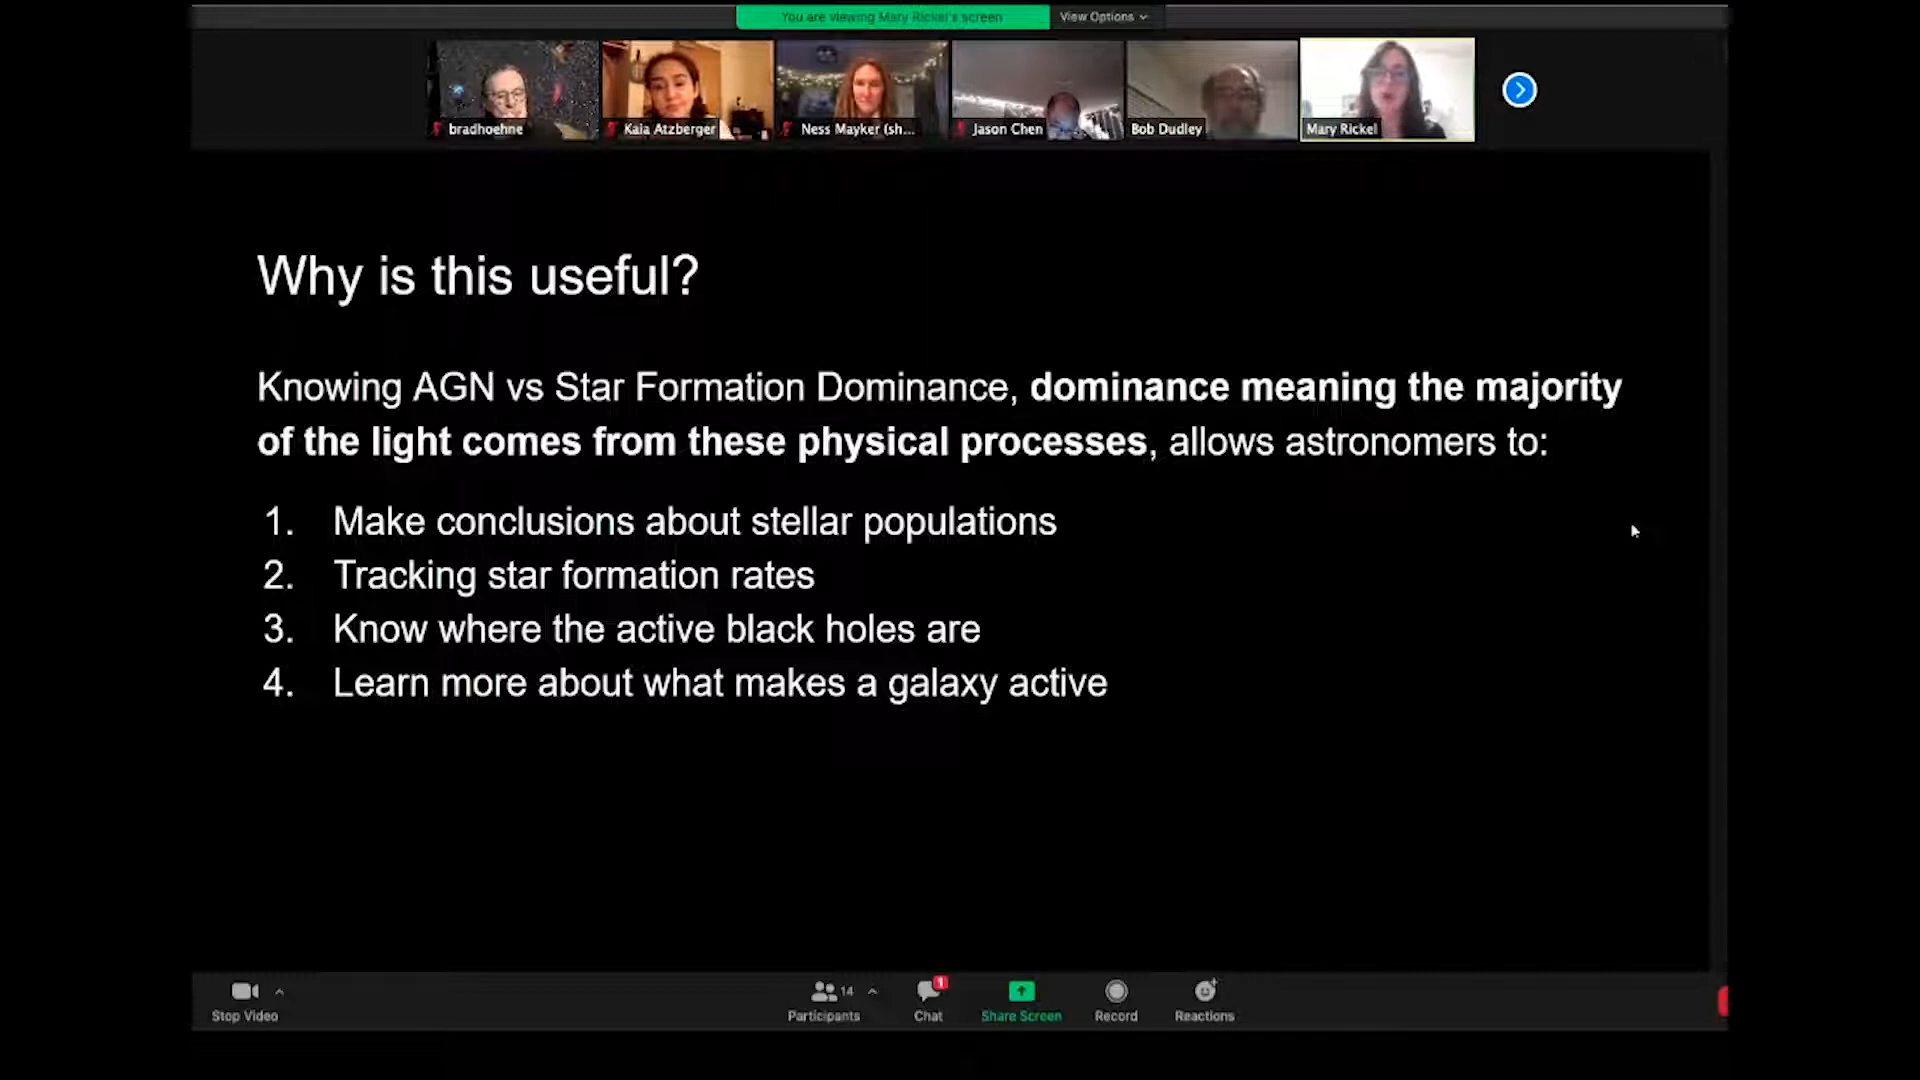 You are viewing Mary Rickel's screen
View Options
bradhoehne
Kaia Atzberger
Ness Mayker (sh...
Jason Chen
Bob Dudley
Mary Rickel
Why is this useful?
Knowing AGN vs Star Formation Dominance, dominance meaning the majority
of the light comes from these physical processes, allows astronomers to:
1. Make conclusions about stellar populations
2. Tracking star formation rates
3. Know where the active black holes are
4. Learn more about what makes a galaxy active
14
1
Stop Video
Participants
Chat
Share Screen
Record
Reactions